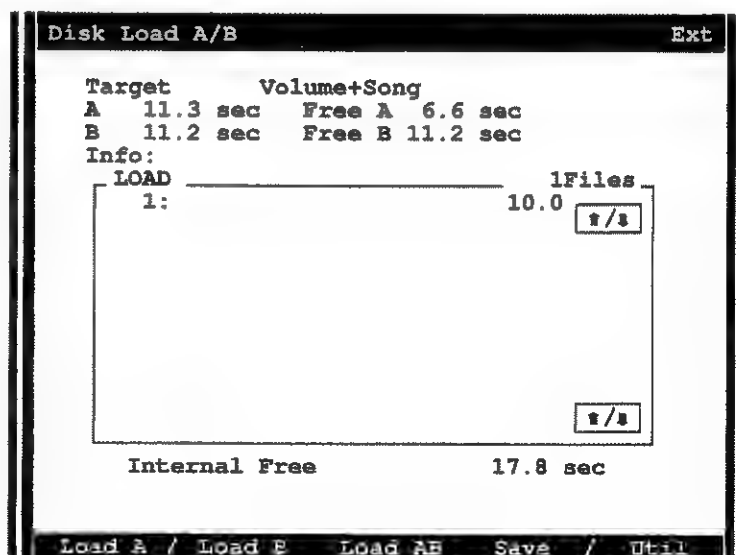 Disk Load A/B Ext
Target Volume+Song
A 11.3 sec Free A 6.6 sec
B 11.2 sec Free B 11.2 sec
Info:
LOAD 1Files
1: 10.0
⬆/⬇
⬆/⬇
Internal Free 17.8 sec
Load A / Load B Load AB Save / Util